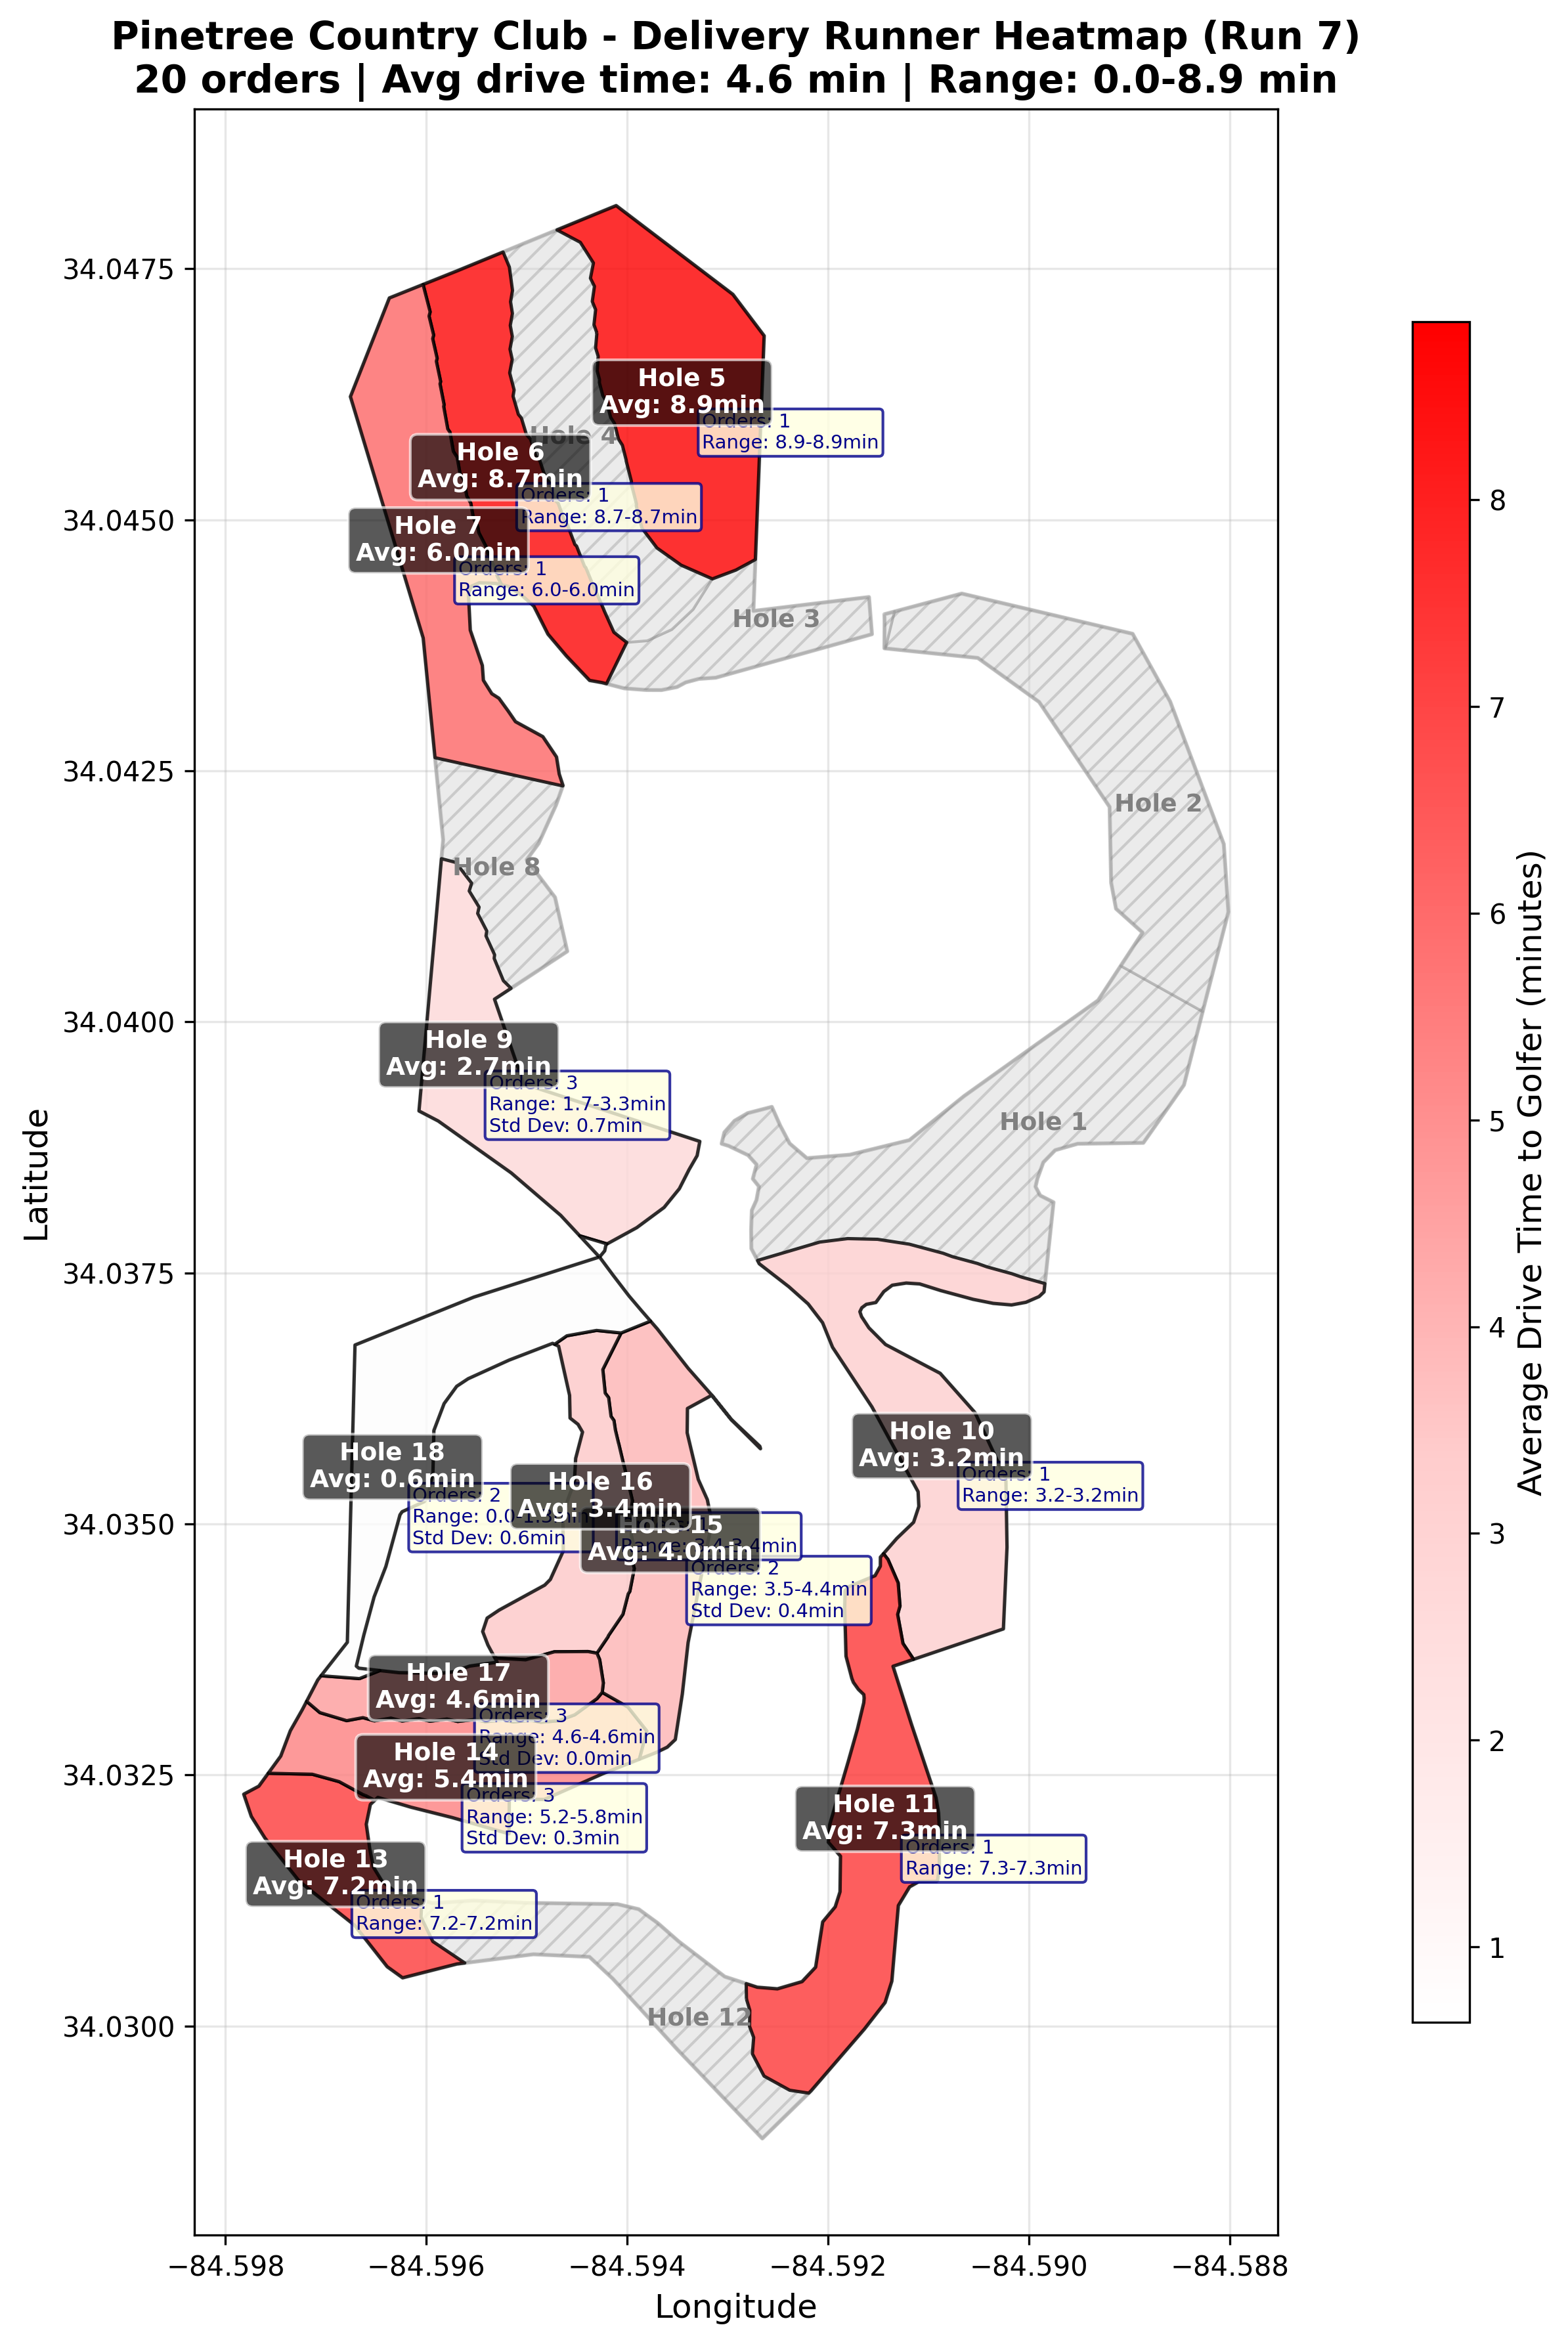 Pinetree Country Club - Delivery Runner Heatmap (Run 7)
20 orders | Avg drive time: 4.6 min | Range: 0.0-8.9 min
Latitude
34.0475
34.0450
34.0425
34.0400
34.0375
34.0350
34.0325
34.0300
Hole 5
Avg: 8.9min
Orders: 1
Range: 8.9-8.9min
Hole 4
Hole 6
Avg: 8.7min
Orders: 1
Range: 8.7-8.7min
Hole 7
Avg: 6.0min
Orders: 1
Range: 6.0-6.0min
Hole 3
Hole 2
Hole 8
Hole 9
Avg: 2.7min
Orders: 3
Range: 1.7-3.3min
Std Dev: 0.7min
Hole 1
Hole 10
Avg: 3.2min
Orders: 1
Range: 3.2-3.2min
Hole 18
Avg: 0.6min
Orders: 2
Range:
Std Dev: 0.6min
Hole 16
Avg: 3.4min
Hole 15
Avg: 4.0min
Orders: 2
Range: 3.5-4.4min
Std Dev: 0.4min
Hole 17
Avg: 4.6min
Orders: 3
Range: 4.6-4.6min
Std Dev: 0.0min
Hole 14
Avg: 5.4min
Orders: 3
Range: 5.2-5.8min
Std Dev: 0.3min
Hole 11
Avg: 7.3min
Orders: 1
Range: 7.3-7.3min
Hole 13
Avg: 7.2min
Orders: 1
Range: 7.2-7.2min
Hole 12
−84.598
−84.596
−84.594
−84.592
−84.590
−84.588
Longitude
8
7
6
5
4
3
2
1
Average Drive Time to Golfer (minutes)